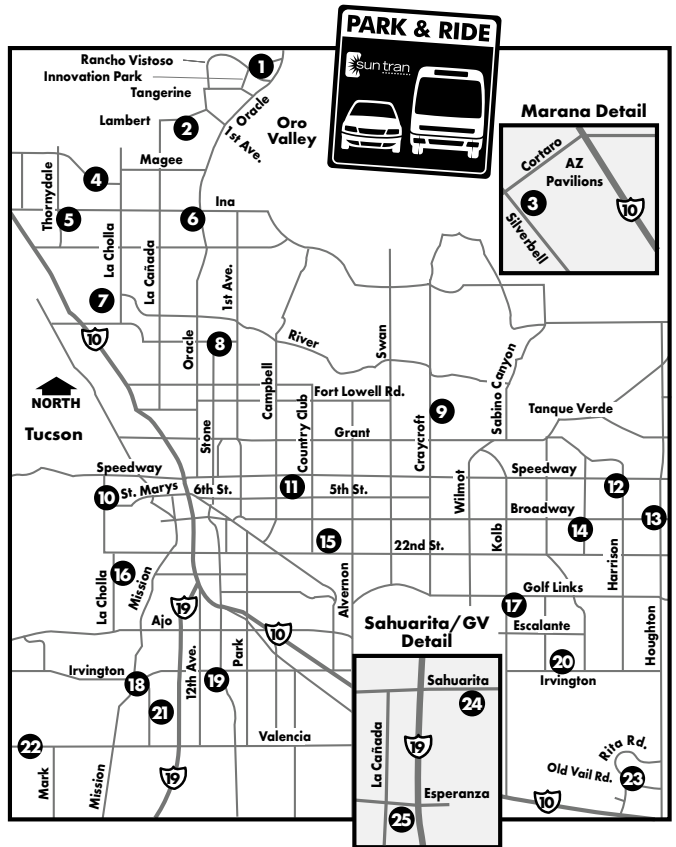 PARK & RIDE
sun tran
Rancho Vistoso
1
Innovation Park
Tangerine
Oracle
Oro
Valley
Lambert
2
1st Ave.
Marana Detail
Cortaro
AZ
Pavilions
3
10
Silverbell
Magee
Thornydale
4
Ina
5
6
La Cholla
La Cañada
1st Ave.
7
10
Oracle
8
River
Swan
Sabino Canyon
NORTH
Tucson
Campbell
Fort Lowell Rd.
Country Club
9
Tanque Verde
Stone
Grant
Craycroft
Speedway
Speedway
Wilmot
10
St. Marys
6th St.
11
5th St.
12
Broadway
13
14
Kolb
15
22nd St.
Harrison
16
La Cholla
Mission
Alvernon
Golf Links
17
19
Ajo
10
Escalante
Houghton
Sahuarita/GV
Detail
Park
12th Ave.
20
Irvington
18
19
Irvington
Sahuarita
24
21
22
Valencia
La Cañada
19
Rita Rd.
Old Vail Rd.
23
Mark
Mission
19
Esperanza
10
25